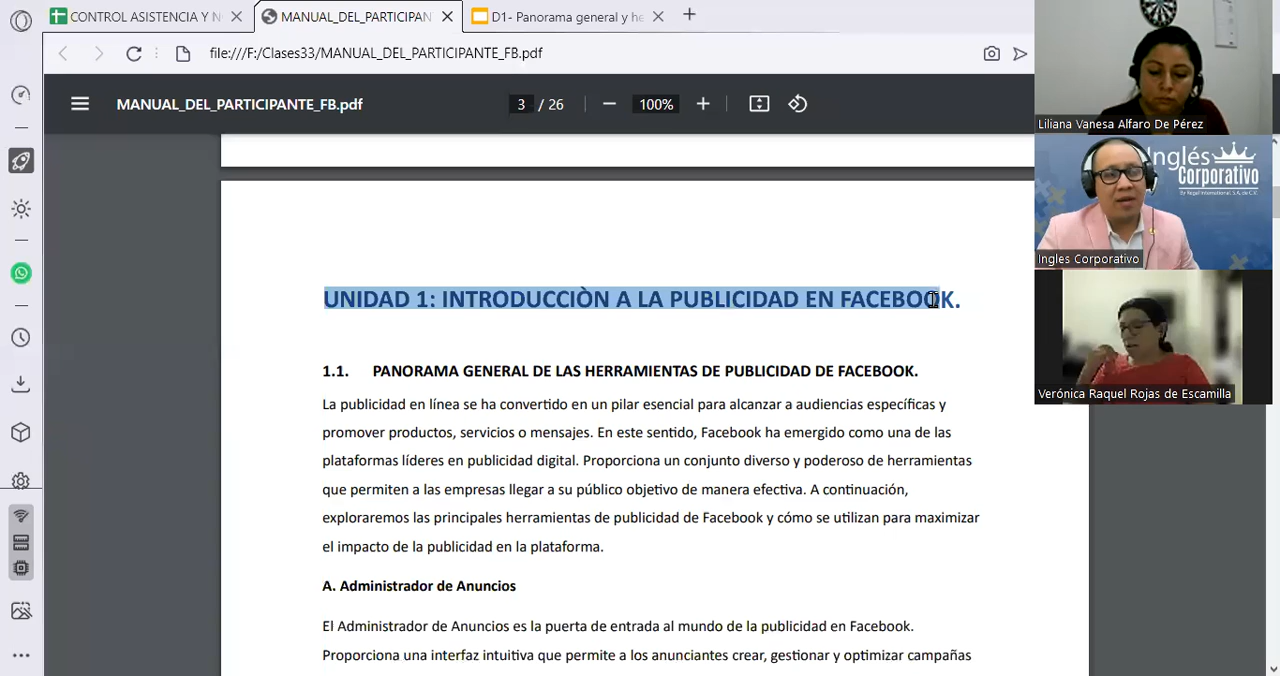 CONTROL ASISTENCIA Y N
MANUAL_DEL_PARTICIPAN
D1- Panorama general y he
file:///F:/Clases33/MANUAL_DEL_PARTICIPANTE_FB.pdf
MANUAL_DEL_PARTICIPANTE_FB.pdf
3 / 26
100%
UNIDAD 1: INTRODUCCIÒN A LA PUBLICIDAD EN FACEBOOK.
1.1. PANORAMA GENERAL DE LAS HERRAMIENTAS DE PUBLICIDAD DE FACEBOOK.
La publicidad en línea se ha convertido en un pilar esencial para alcanzar a audiencias específicas y
promover productos, servicios o mensajes. En este sentido, Facebook ha emergido como una de las
plataformas líderes en publicidad digital. Proporciona un conjunto diverso y poderoso de herramientas
que permiten a las empresas llegar a su público objetivo de manera efectiva. A continuación,
exploraremos las principales herramientas de publicidad de Facebook y cómo se utilizan para maximizar
el impacto de la publicidad en la plataforma.
A. Administrador de Anuncios
El Administrador de Anuncios es la puerta de entrada al mundo de la publicidad en Facebook.
Proporciona una interfaz intuitiva que permite a los anunciantes crear, gestionar y optimizar campañas
Liliana Vanesa Alfaro De Pérez
Inglés
Corporativo
Ingles Corporativo
Verónica Raquel Rojas de Escamilla